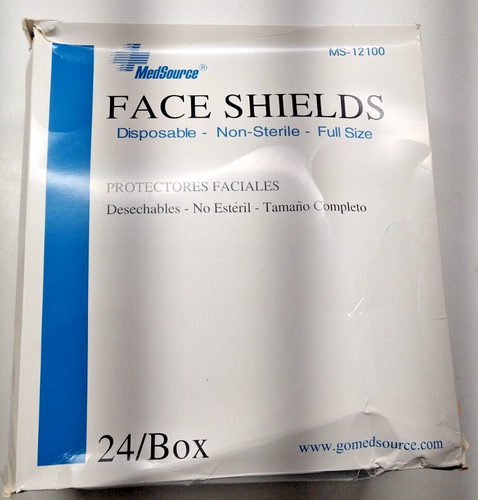 MS-12100
MedSource®
FACE SHIELDS
Disposable - Non-Sterile - Full Size
PROTECTORES FACIALES
Desechables - No Estéril - Tamaño Completo
24/Box
www.gomedsource.com